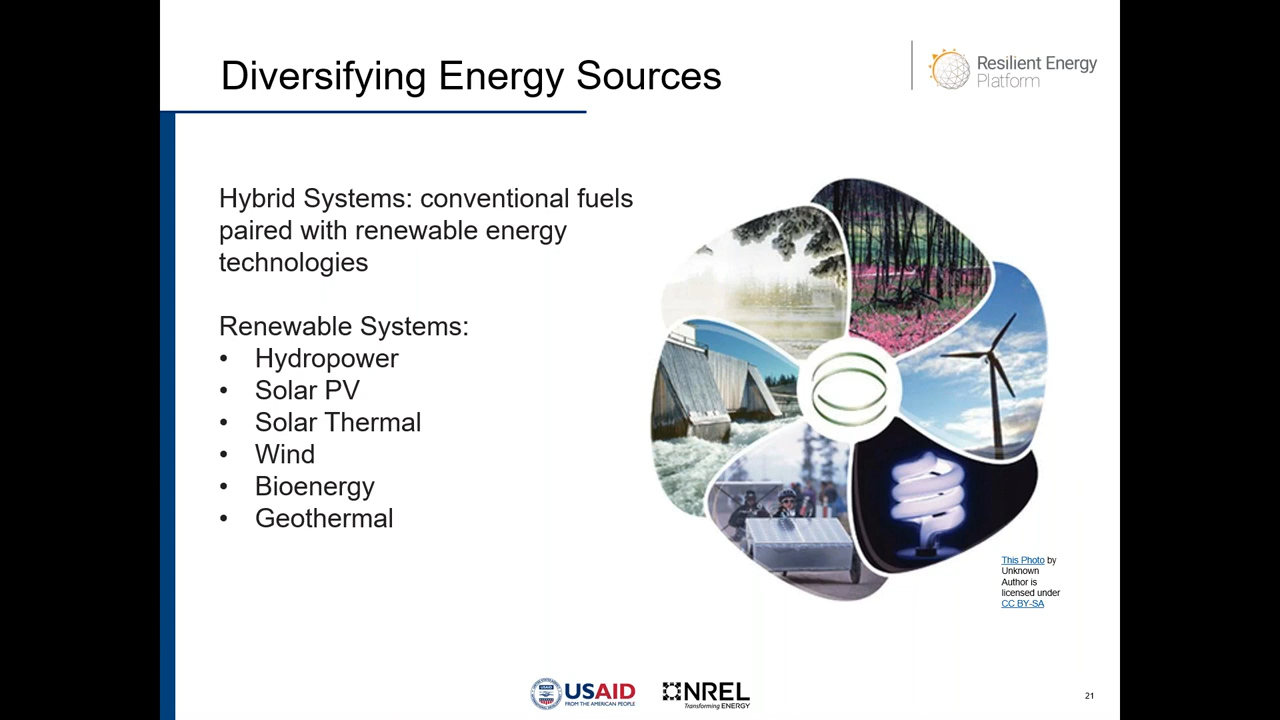 Diversifying Energy Sources
Resilient Energy
Platform
Hybrid Systems: conventional fuels
paired with renewable energy
technologies
Renewable Systems:
• Hydropower
• Solar PV
• Solar Thermal
• Wind
• Bioenergy
• Geothermal
This Photo by
Unknown
Author is
licensed under
CC BY-SA
USAID
FROM THE AMERICAN PEOPLE
NREL
Transforming ENERGY
21